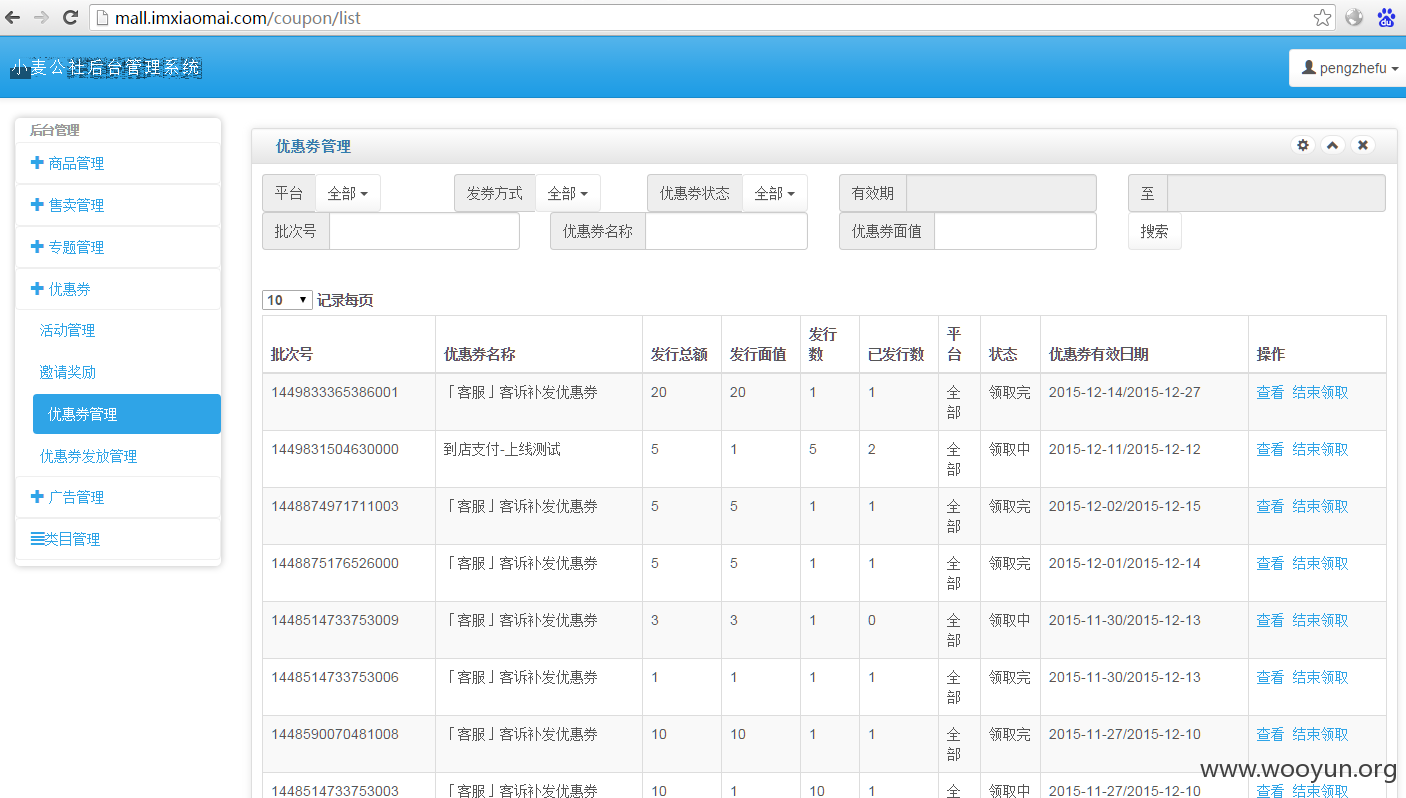 mall.imxiaomai.com/coupon/list
小麦公社后台管理系统
pengzhefu
后台管理
商品管理
售卖管理
专题管理
优惠券
活动管理
邀请奖励
优惠券管理
优惠券发放管理
广告管理
类目管理
优惠券管理
平台 全部 发券方式 全部 优惠券状态 全部 有效期 至
批次号 优惠券名称 优惠券面值 搜索
10 记录每页
批次号 优惠券名称 发行总额 发行面值 发行数 已发行数 平台 状态 优惠券有效日期 操作
1449833365386001 「客服」客诉补发优惠券 20 20 1 1 全部 领取完 2015-12-14/2015-12-27 查看 结束领取
1449831504630000 到店支付-上线测试 5 1 5 2 全部 领取中 2015-12-11/2015-12-12 查看 结束领取
1448874971711003 「客服」客诉补发优惠券 5 5 1 1 全部 领取完 2015-12-02/2015-12-15 查看 结束领取
1448875176526000 「客服」客诉补发优惠券 5 5 1 1 全部 领取完 2015-12-01/2015-12-14 查看 结束领取
1448514733753009 「客服」客诉补发优惠券 3 3 1 0 全部 领取中 2015-11-30/2015-12-13 查看 结束领取
1448514733753006 「客服」客诉补发优惠券 1 1 1 1 全部 领取完 2015-11-30/2015-12-13 查看 结束领取
1448590070481008 「客服」客诉补发优惠券 10 10 1 1 全部 领取完 2015-11-27/2015-12-10 查看 结束领取
1448514733753003 「客服」客诉补发优惠券 10 1 10 1 全 领取中 2015-11-27/2015-12-10 查看 结束领取
www.wooyun.org